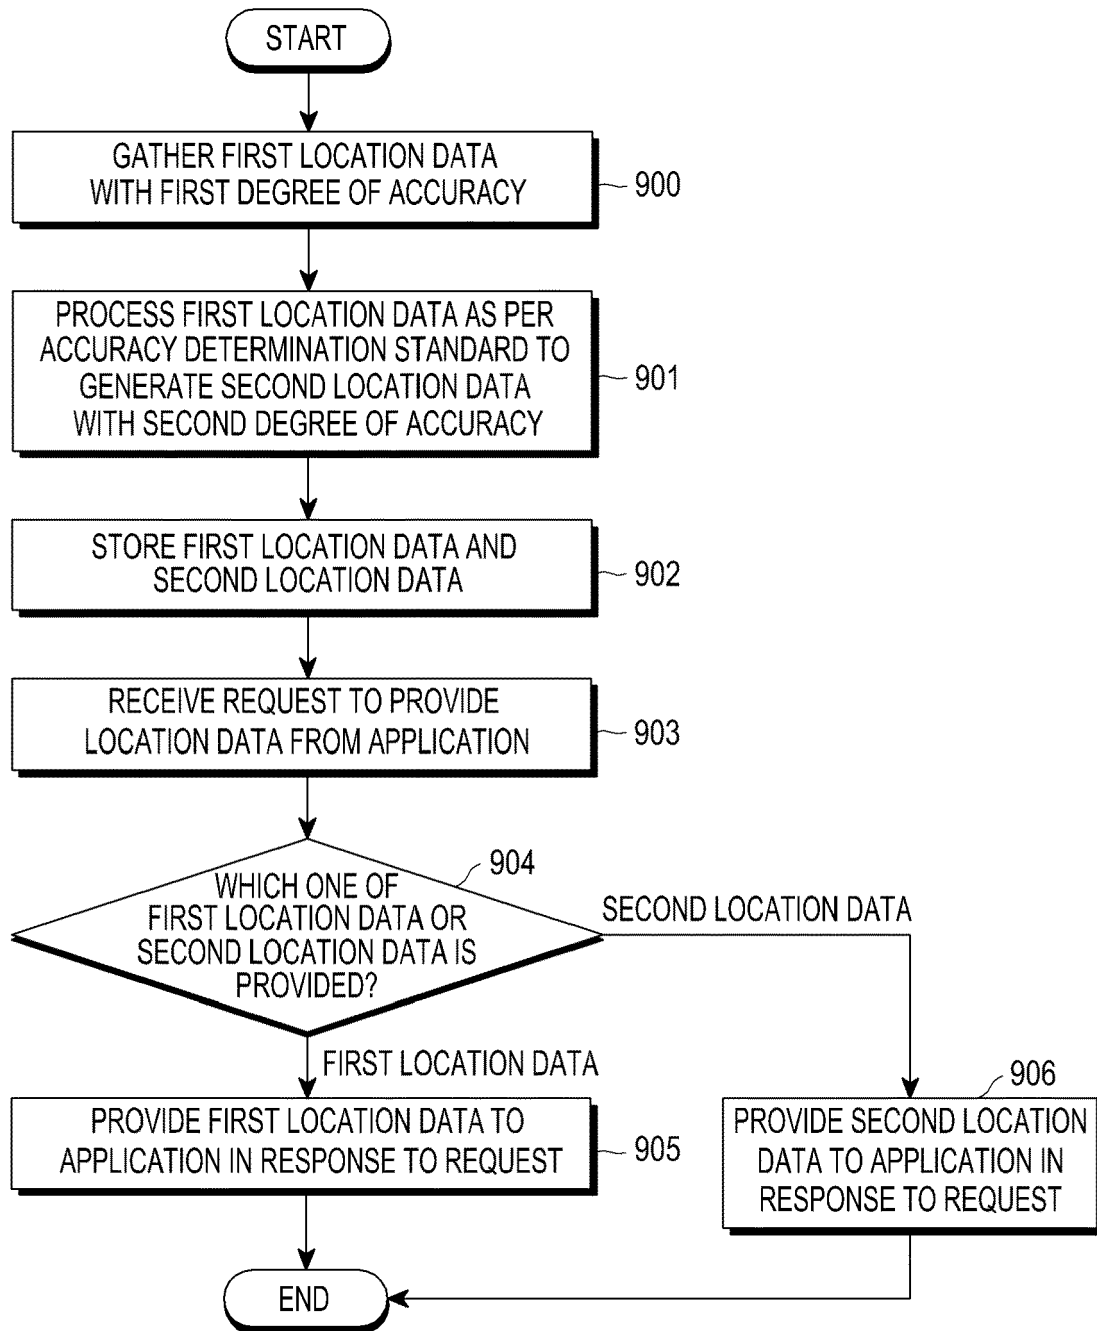 START
GATHER FIRST LOCATION DATA
WITH FIRST DEGREE OF ACCURACY
900
PROCESS FIRST LOCATION DATA AS PER
ACCURACY DETERMINATION STANDARD TO
GENERATE SECOND LOCATION DATA
WITH SECOND DEGREE OF ACCURACY
901
STORE FIRST LOCATION DATA AND
SECOND LOCATION DATA
902
RECEIVE REQUEST TO PROVIDE
LOCATION DATA FROM APPLICATION
903
904
WHICH ONE OF
FIRST LOCATION DATA OR
SECOND LOCATION DATA IS
PROVIDED?
SECOND LOCATION DATA
FIRST LOCATION DATA
PROVIDE FIRST LOCATION DATA TO
APPLICATION IN RESPONSE TO REQUEST
905
906
PROVIDE SECOND LOCATION
DATA TO APPLICATION IN
RESPONSE TO REQUEST
END